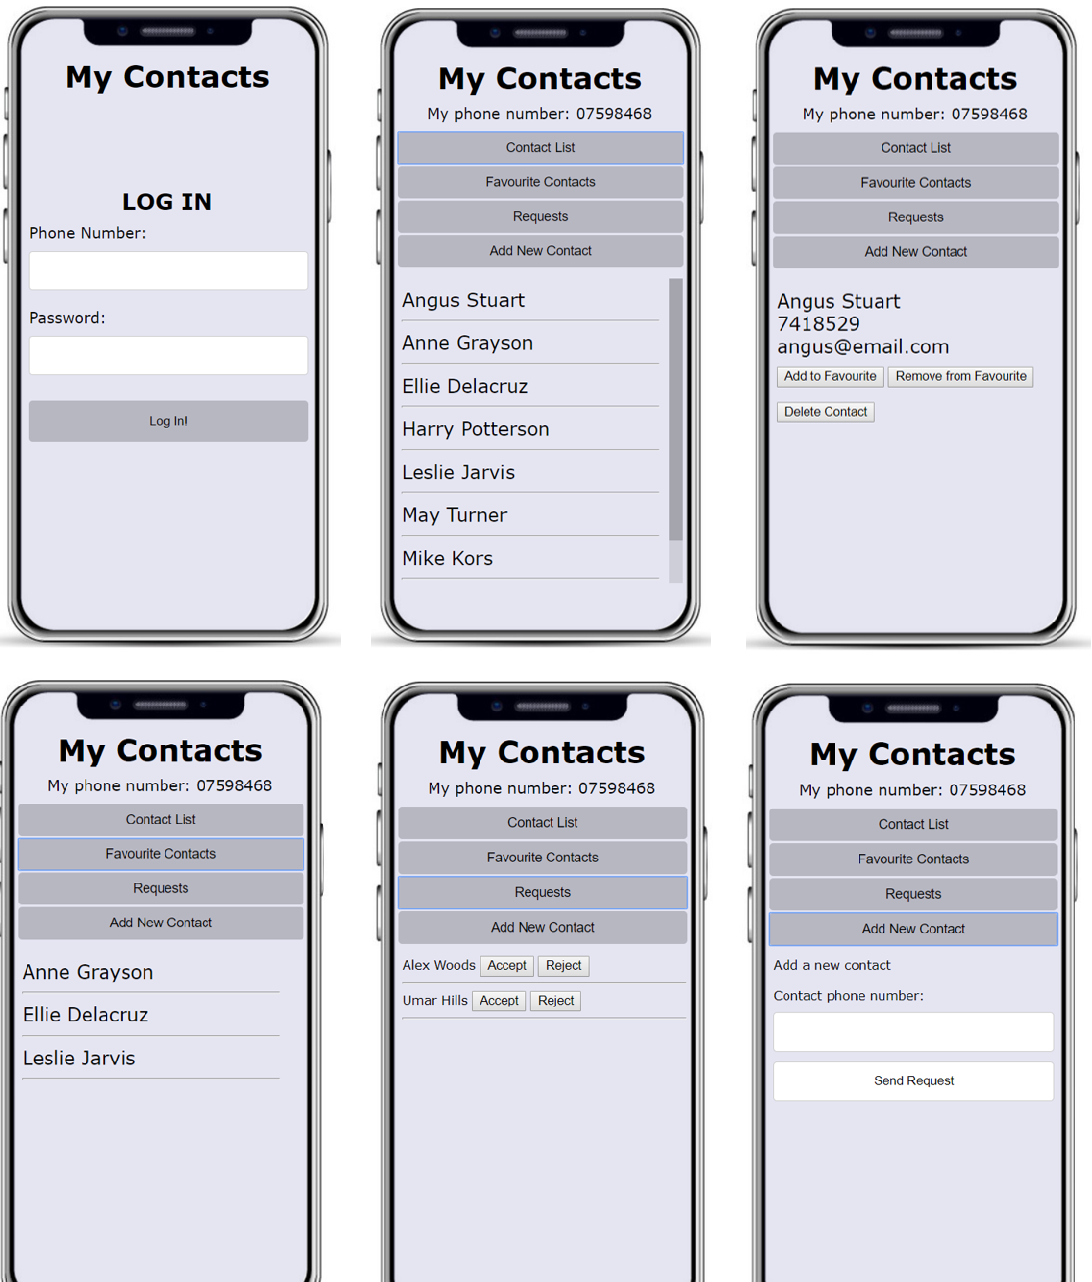 My Contacts
LOG IN
Phone Number:
Password:
Log In!
My Contacts
My phone number: 07598468
Contact List
Favourite Contacts
Requests
Add New Contact
Angus Stuart
Anne Grayson
Ellie Delacruz
Harry Potterson
Leslie Jarvis
May Turner
Mike Kors
My Contacts
My phone number: 07598468
Contact List
Favourite Contacts
Requests
Add New Contact
Angus Stuart
7418529
angus@email.com
Add to Favourite Remove from Favourite
Delete Contact
My Contacts
My phone number: 07598468
Contact List
Favourite Contacts
Requests
Add New Contact
Anne Grayson
Ellie Delacruz
Leslie Jarvis
My Contacts
My phone number: 07598468
Contact List
Favourite Contacts
Requests
Add New Contact
Alex Woods Accept Reject
Umar Hills Accept Reject
My Contacts
My phone number: 07598468
Contact List
Favourite Contacts
Requests
Add New Contact
Add a new contact
Contact phone number:
Send Request